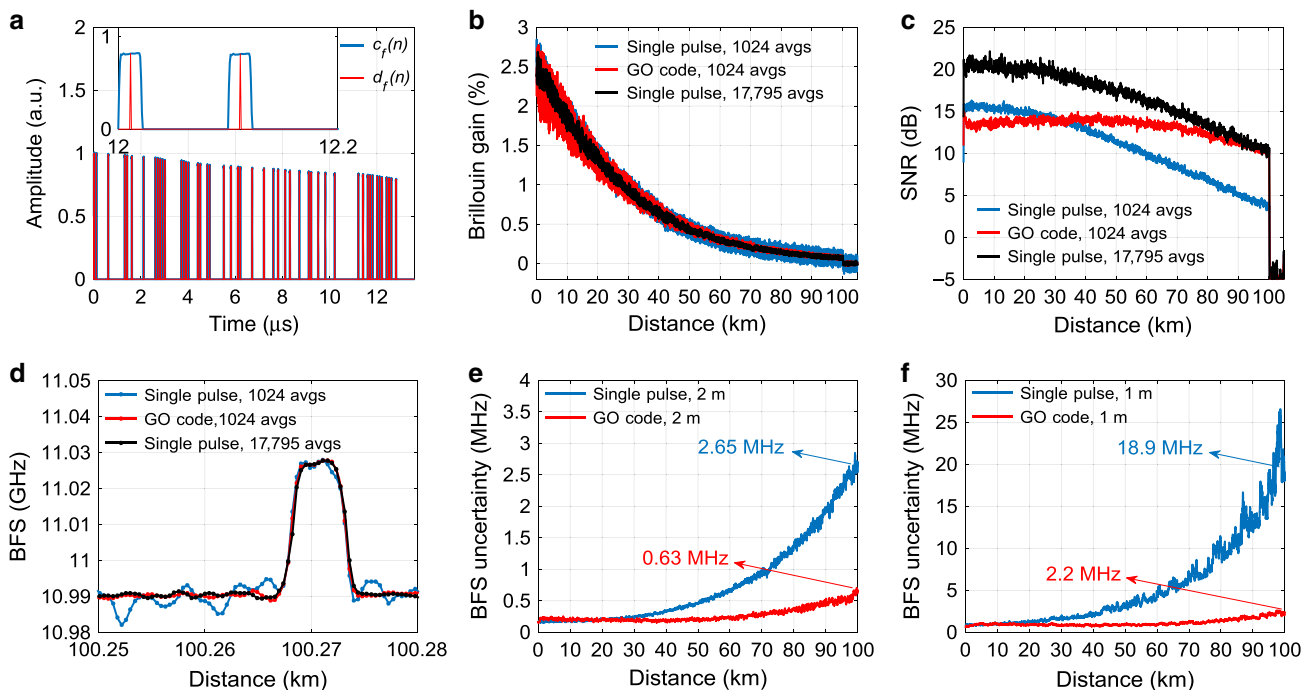 a
Amplitude (a.u.)
2
1.5
1
0.5
0
1
0
12
12.2
c_f(n)
d_f(n)
0 2 4 6 8 10 12
Time (μs)
b
Brillouin gain (%)
3
2.5
2
1.5
1
0.5
0
Single pulse, 1024 avgs
GO code, 1024 avgs
Single pulse, 17,795 avgs
0 10 20 30 40 50 60 70 80 90 100
Distance (km)
c
SNR (dB)
25
20
15
10
5
0
–5
Single pulse, 1024 avgs
GO code, 1024 avgs
Single pulse, 17,795 avgs
0 10 20 30 40 50 60 70 80 90 100
Distance (km)
d
BFS (GHz)
11.05
11.04
11.03
11.02
11.01
11
10.99
10.98
Single pulse, 1024 avgs
GO code,1024 avgs
Single pulse, 17,795 avgs
100.25 100.26 100.27 100.28
Distance (km)
e
BFS uncertainty (MHz)
4
3.5
3
2.5
2
1.5
1
0.5
0
Single pulse, 2 m
GO code, 2 m
2.65 MHz
0.63 MHz
0 10 20 30 40 50 60 70 80 90 100
Distance (km)
f
BFS uncertainty (MHz)
30
25
20
15
10
5
0
Single pulse, 1 m
GO code, 1 m
18.9 MHz
2.2 MHz
0 10 20 30 40 50 60 70 80 90 100
Distance (km)